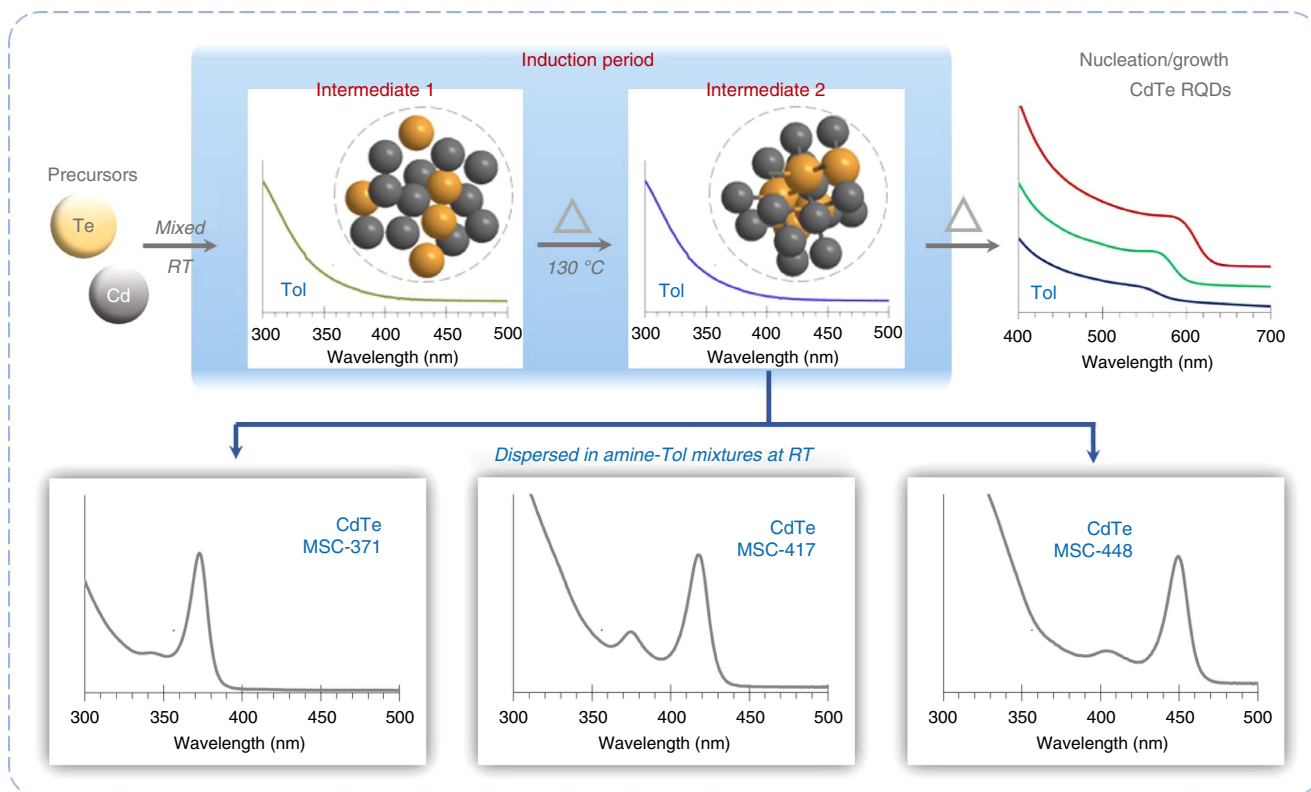 Induction period
Nucleation/growth
CdTe RQDs
Intermediate 1
Intermediate 2
Precursors
Te
Cd
Mixed
RT
Tol
300 350 400 450 500
Wavelength (nm)
130 °C
Tol
300 350 400 450 500
Wavelength (nm)
Tol
400 500 600 700
Wavelength (nm)
Dispersed in amine-Tol mixtures at RT
CdTe
MSC-371
300 350 400 450 500
Wavelength (nm)
CdTe
MSC-417
300 350 400 450 500
Wavelength (nm)
CdTe
MSC-448
300 350 400 450 500
Wavelength (nm)